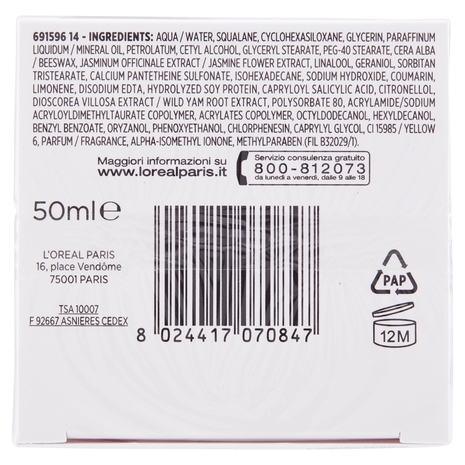 691596 14 - INGREDIENTS: AQUA / WATER, SQUALANE, CYCLOHEXASILOXANE, GLYCERIN, PARAFFINUM
LIQUIDUM / MINERAL OIL, PETROLATUM, CETYL ALCOHOL, GLYCERYL STEARATE, PEG-40 STEARATE, CERA ALBA /
BEESWAX, JASMINUM OFFICINALE EXTRACT / JASMINE FLOWER EXTRACT, LINALOOL, GERANIOL, SORBITAN
TRISTEARATE, CALCIUM PANTETHEINE SULFONATE, ISOHEXADECANE, SODIUM HYDROXIDE, COUMARIN,
LIMONENE, DISODIUM EDTA, HYDROLYZED SOY PROTEIN, CAPRYLOYL SALICYLIC ACID, CITRONELLOL,
DIOSCOREA VILLOSA EXTRACT / WILD YAM ROOT EXTRACT, POLYSORBATE 80, ACRYLAMIDE/SODIUM
ACRYLOYLDIMETHYLTAURATE COPOLYMER, ACRYLATES COPOLYMER, OCTYLDODECANOL, HEXYLDECANOL,
BENZYL BENZOATE, ORYZANOL, PHENOXYETHANOL, CHLORPHENESIN, CAPRYLYL GLYCOL, CI 15985 / YELLOW
6, PARFUM / FRAGRANCE, ALPHA-ISOMETHYL IONONE, METHYLPARABEN (FIL B32029/1).
Maggiori informazioni su
www.lorealparis.it
Servizio consulenza gratuito
800-812073
da lunedì a venerdì, dalle 9 alle 18
50ml e
L'OREAL PARIS
16, place Vendôme
75001 PARIS
TSA 10007
F 92667 ASNIERES CEDEX
8 024417 070847
PAP
12M